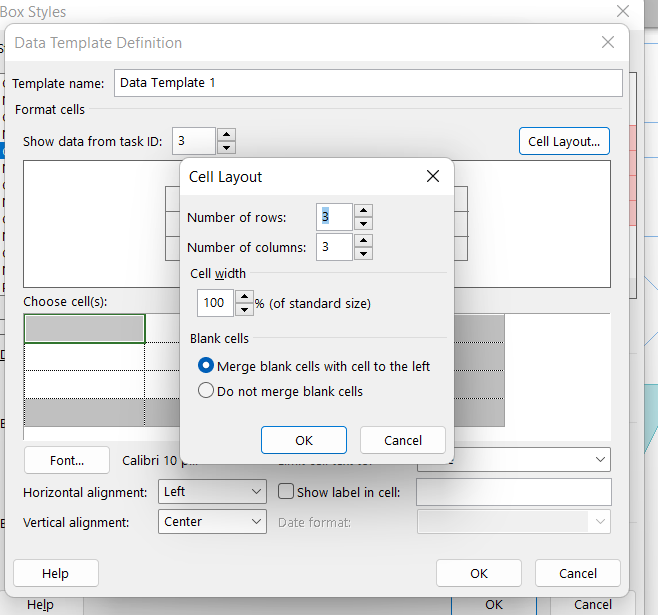 Box Styles
Data Template Definition
Template name: Data Template 1
Format cells
Show data from task ID: 3
Cell Layout...
Cell Layout
Number of rows: 3
Number of columns: 3
Cell width
100 % (of standard size)
Choose cell(s):
Blank cells
Merge blank cells with cell to the left
Do not merge blank cells
OK Cancel
Font... Calibri 10
Horizontal alignment: Left Show label in cell:
Vertical alignment: Center Date format:
Help OK Cancel
Help OK Cancel